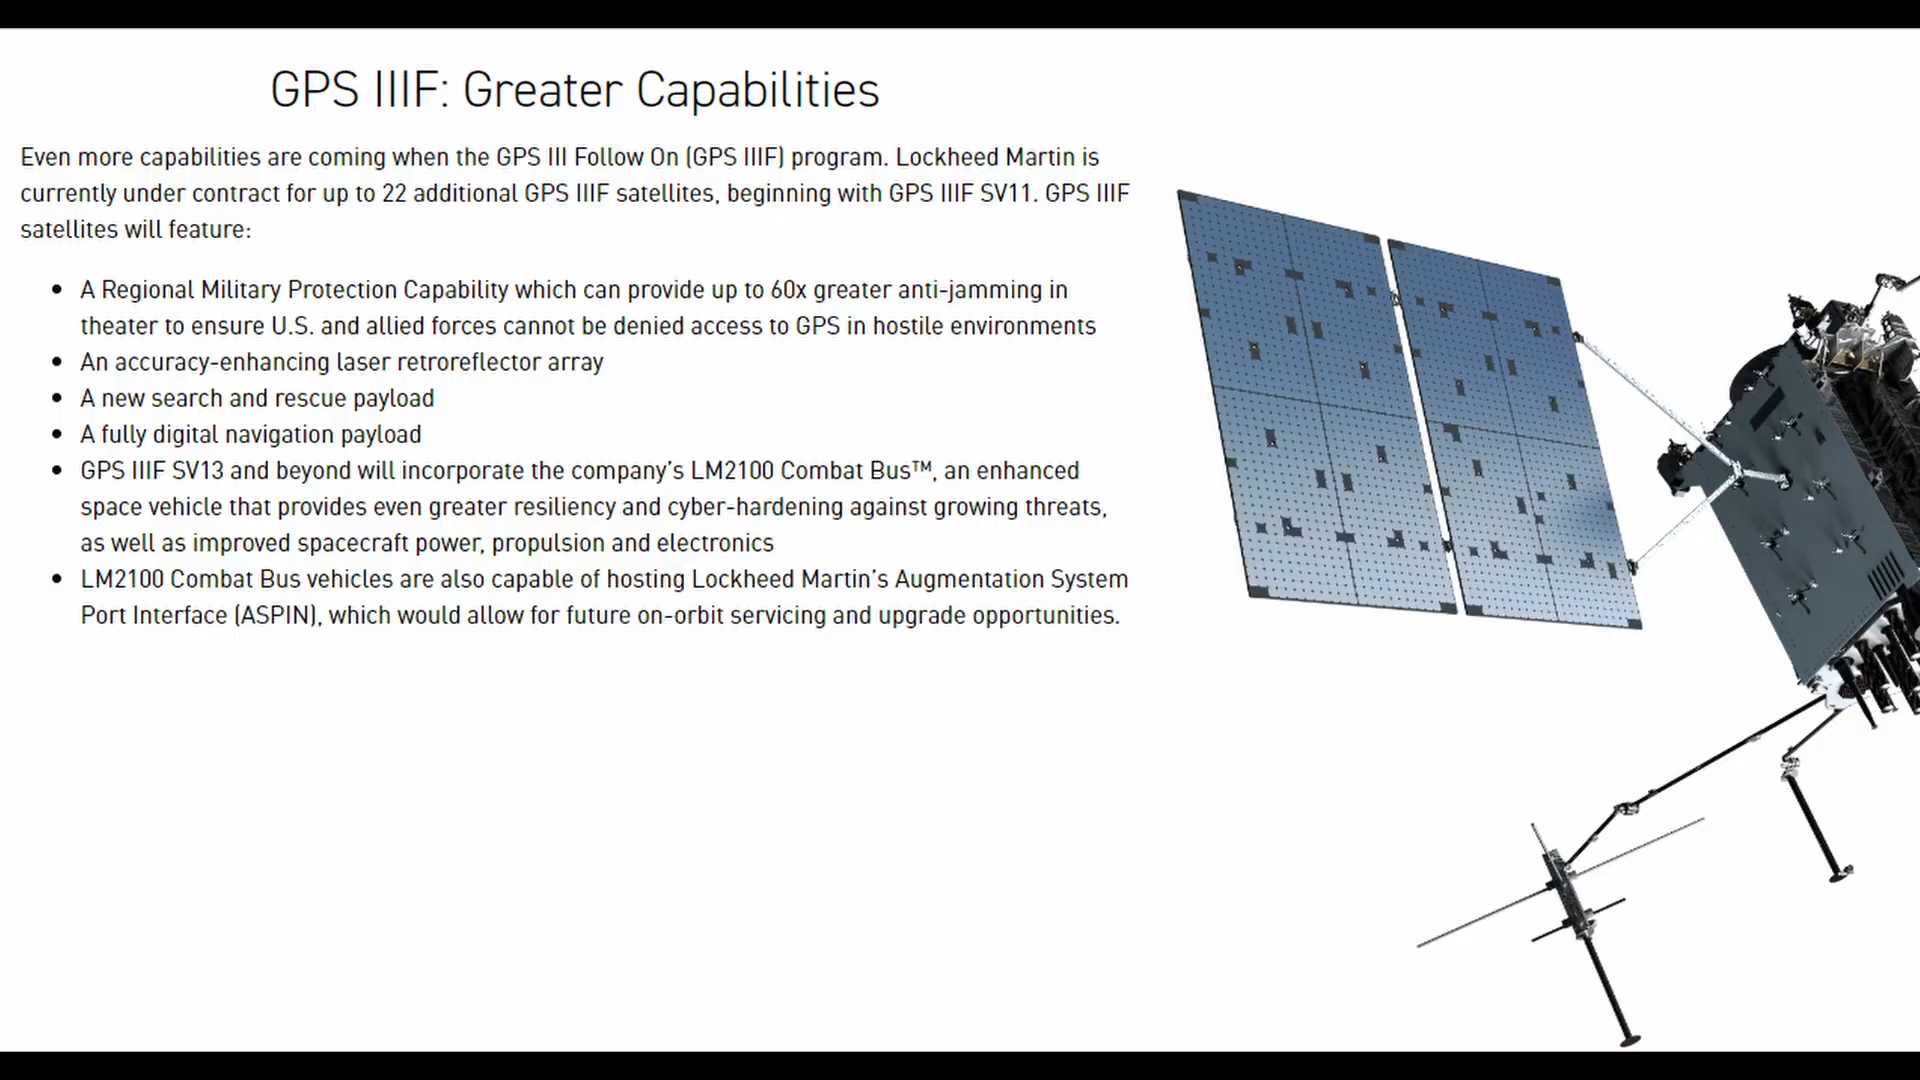 GPS IIIF: Greater Capabilities
Even more capabilities are coming when the GPS III Follow On (GPS IIIF) program. Lockheed Martin is
currently under contract for up to 22 additional GPS IIIF satellites, beginning with GPS IIIF SV11. GPS IIIF
satellites will feature:
• A Regional Military Protection Capability which can provide up to 60x greater anti-jamming in
theater to ensure U.S. and allied forces cannot be denied access to GPS in hostile environments
• An accuracy-enhancing laser retroreflector array
• A new search and rescue payload
• A fully digital navigation payload
• GPS IIIF SV13 and beyond will incorporate the company’s LM2100 Combat Bus™, an enhanced
space vehicle that provides even greater resiliency and cyber-hardening against growing threats,
as well as improved spacecraft power, propulsion and electronics
• LM2100 Combat Bus vehicles are also capable of hosting Lockheed Martin’s Augmentation System
Port Interface (ASPIN), which would allow for future on-orbit servicing and upgrade opportunities.